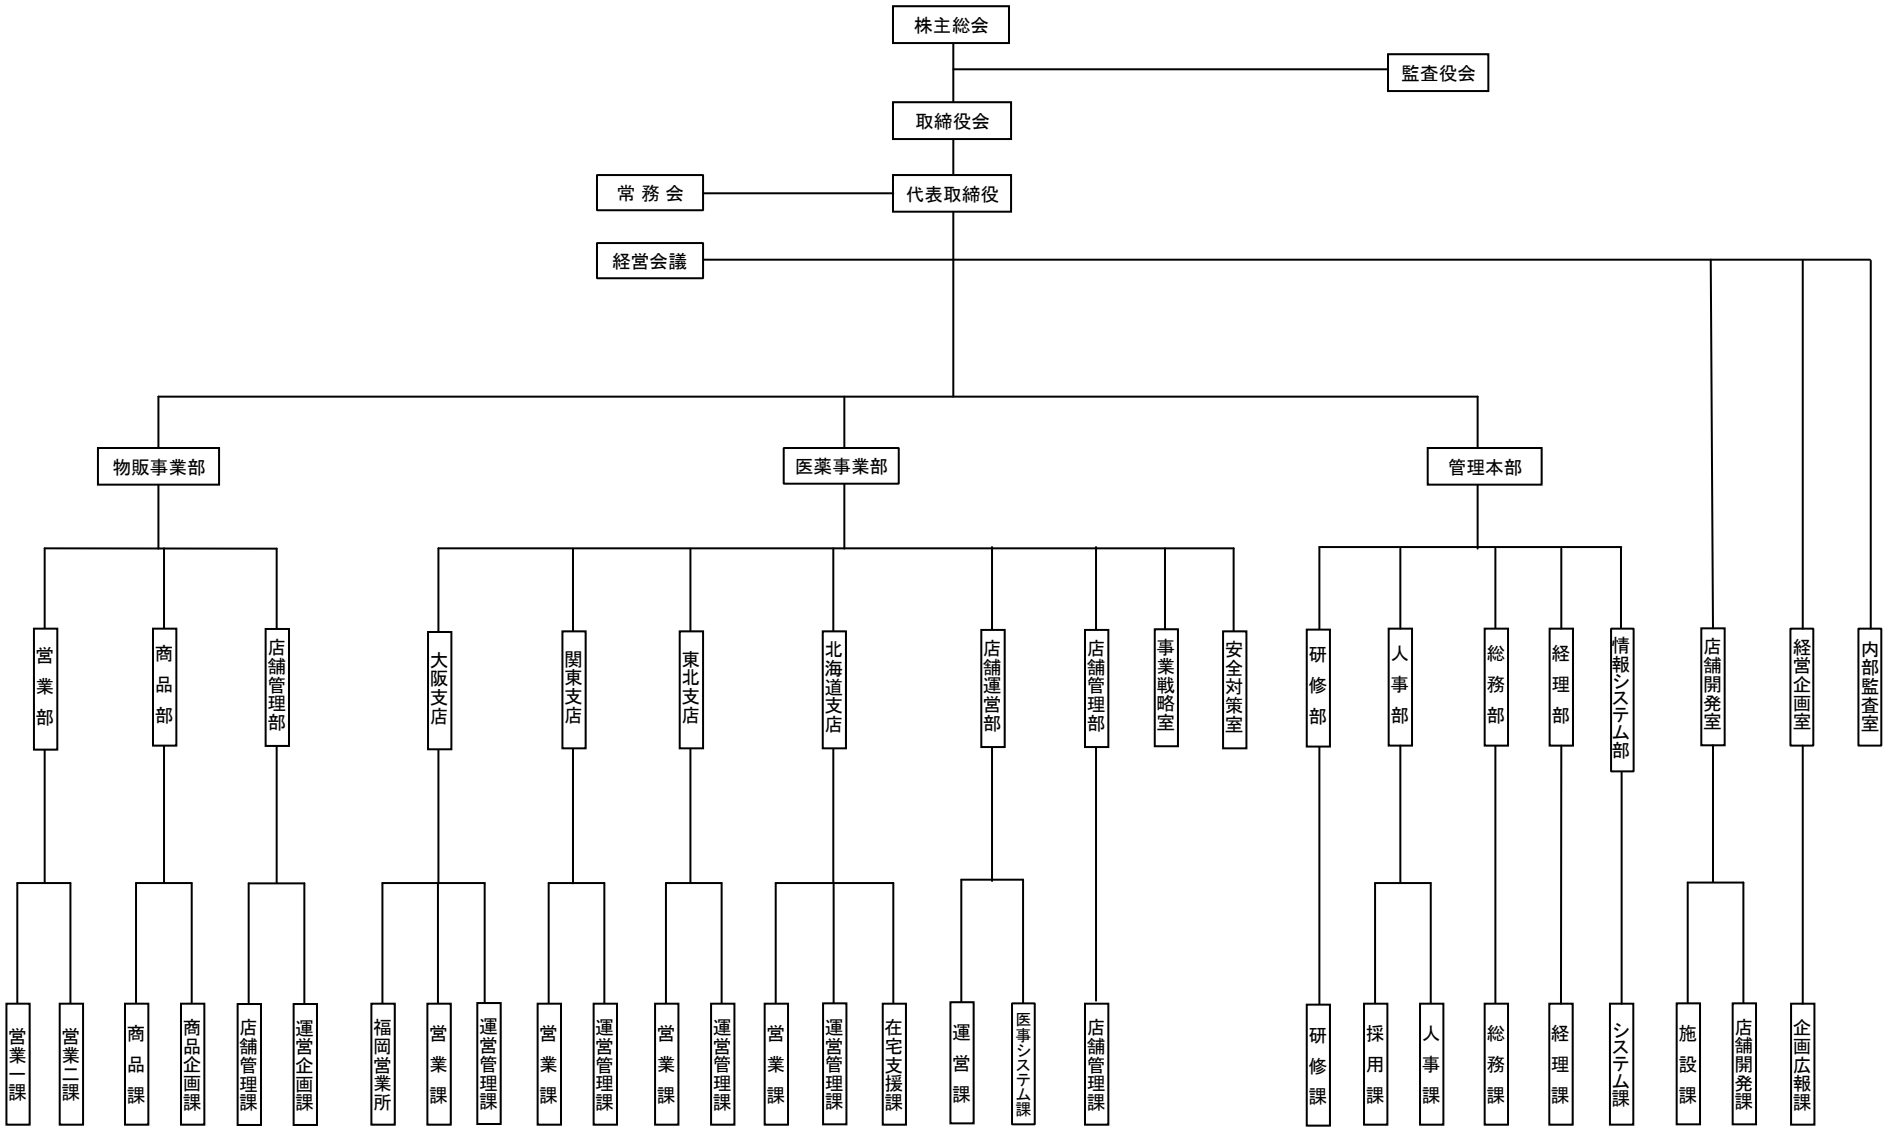 株主総会
監査役会
取締役会
常務会
代表取締役
経営会議
物販事業部
医薬事業部
管理本部
営業部
商品部
店舗管理部
大阪支店
関東支店
東北支店
北海道支店
店舗運営部
店舗管理部
事業戦略室
安全対策室
研修部
人事部
総務部
経理部
情報システム部
店舗開発室
経営企画室
内部監査室
営業一課
営業二課
商品課
商品企画課
店舗管理課
運営企画課
福岡営業所
営業課
運営管理課
営業課
運営管理課
営業課
運営管理課
営業課
運営管理課
在宅支援課
運営課
医事システム課
店舗管理課
研修課
採用課
人事課
総務課
経理課
システム課
施設課
店舗開発課
企画広報課